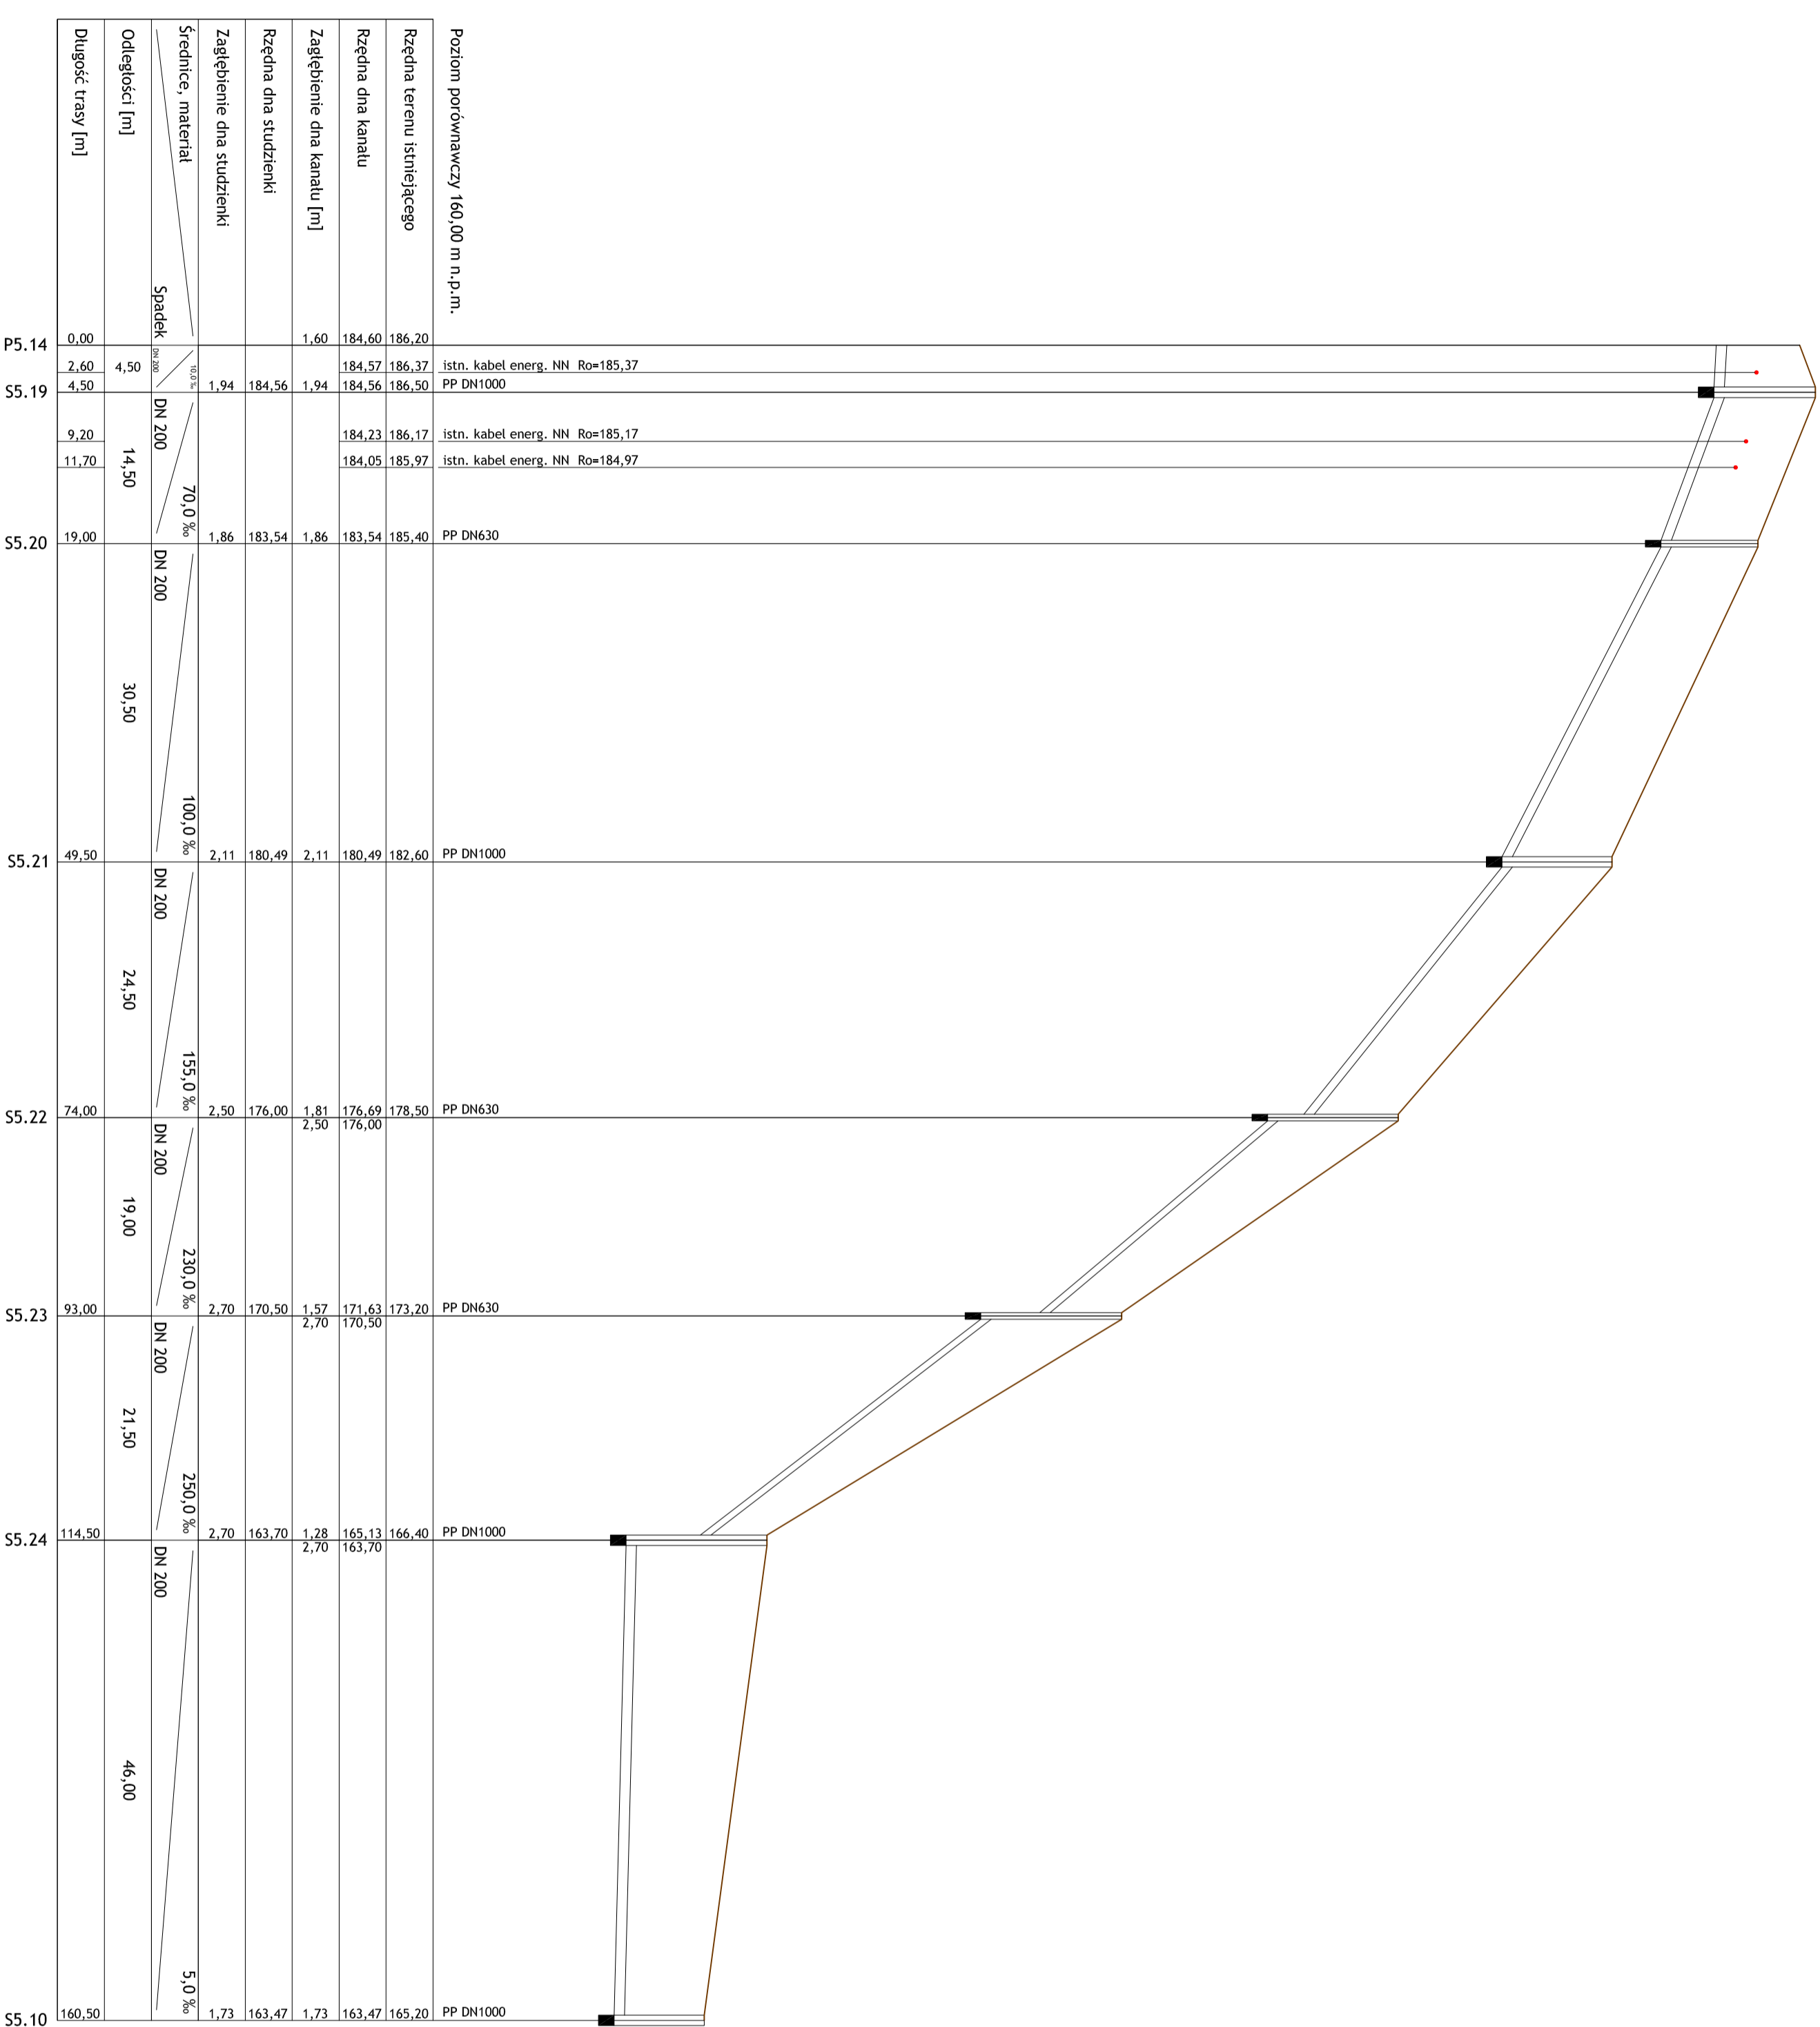 Poziom porównawczy 160,00 m n.p.m.
Rzędna terenu istniejącego
Rzędna dna kanału
Zagłębienie dna kanału [m]
Rzędna dna studzienki
Zagłębienie dna studzienki
Średnice, materiał
Spadek
Odległości [m]
Długość trasy [m]
P5.14 0,00 1,60 184,60 186,20
DN 200 10,0 ‰
4,50
2,60 184,57 186,37 istn. kabel energ. NN Ro=185,37
S5.19 4,50 1,94 184,56 1,94 184,56 186,50 PP DN1000
DN 200 70,0 ‰
14,50
9,20 184,23 186,17 istn. kabel energ. NN Ro=185,17
11,70 184,05 185,97 istn. kabel energ. NN Ro=184,97
S5.20 19,00 1,86 183,54 1,86 183,54 185,40 PP DN630
DN 200 100,0 ‰
30,50
S5.21 49,50 2,11 180,49 2,11 180,49 182,60 PP DN1000
DN 200 155,0 ‰
24,50
S5.22 74,00 2,50 176,00 1,81 176,69 178,50 PP DN630
2,50 176,00
DN 200 230,0 ‰
19,00
S5.23 93,00 2,70 170,50 1,57 171,63 173,20 PP DN630
2,70 170,50
DN 200 250,0 ‰
21,50
S5.24 114,50 2,70 163,70 1,28 165,13 166,40 PP DN1000
2,70 163,70
DN 200 5,0 ‰
46,00
S5.10 160,50 1,73 163,47 1,73 163,47 165,20 PP DN1000